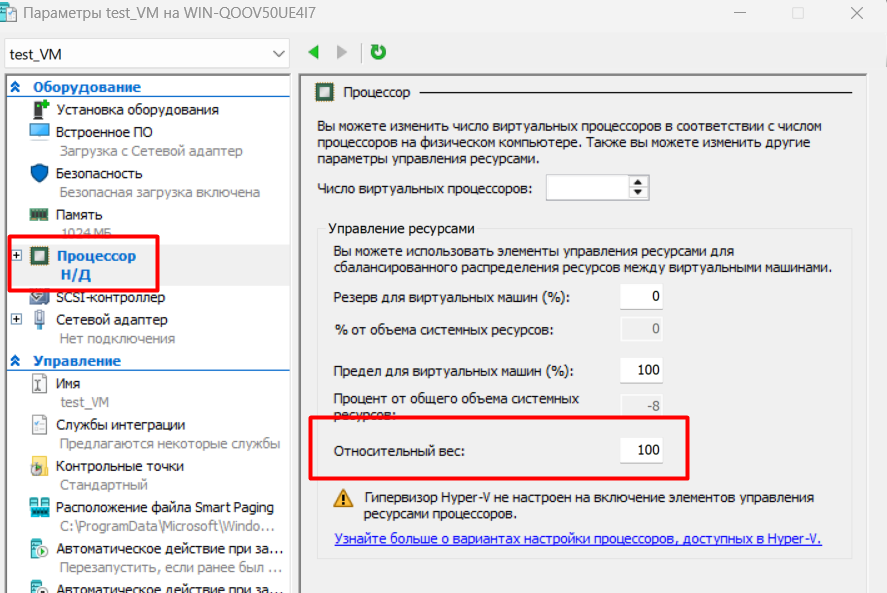 Параметры test_VM на WIN-QOOV50UE4I7
test_VM
Оборудование
Установка оборудования
Встроенное ПО
Загрузка с Сетевой адаптер
Безопасность
Безопасная загрузка включена
Память
1024 МБ
Процессор
Н/Д
SCSI-контроллер
Сетевой адаптер
Нет подключения
Управление
Имя
test_VM
Службы интеграции
Предлагаются некоторые службы
Контрольные точки
Стандартный
Расположение файла Smart Paging
C:\ProgramData\Microsoft\Windo...
Автоматическое действие при за...
Перезапустить, если ранее был ...
Автоматическое действие при за...
Процессор
Вы можете изменить число виртуальных процессоров в соответствии с числом
процессоров на физическом компьютере. Также вы можете изменить другие
параметры управления ресурсами.
Число виртуальных процессоров:
Управление ресурсами
Вы можете использовать элементы управления ресурсами для
сбалансированного распределения ресурсов между виртуальными машинами.
Резерв для виртуальных машин (%): 0
% от объема системных ресурсов: 0
Предел для виртуальных машин (%): 100
Процент от общего объема системных
ресурсов: -8
Относительный вес: 100
Гипервизор Hyper-V не настроен на включение элементов управления
ресурсами процессоров.
Узнайте больше о вариантах настройки процессоров, доступных в Hyper-V.